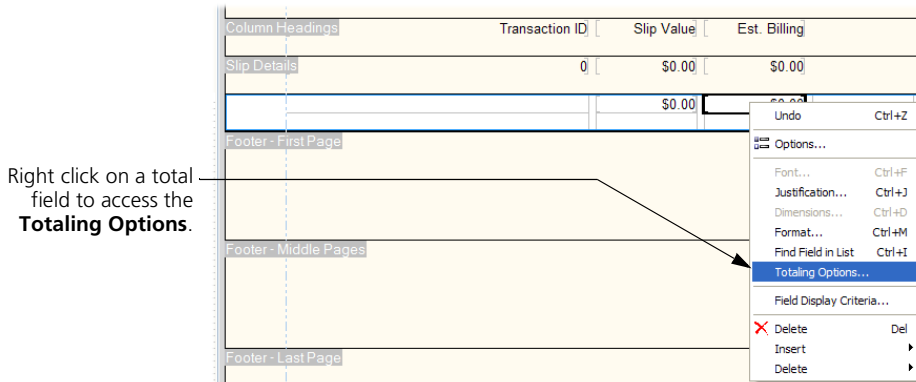 Column Headings Transaction ID Slip Value Est. Billing
Slip Details 0 $0.00 $0.00
$0.00 $0.00
Undo Ctrl+Z
Footer - First Page
Options...
Right click on a total
field to access the
Totaling Options.
Font... Ctrl+F
Justification... Ctrl+J
Dimensions... Ctrl+D
Format... Ctrl+M
Footer - Middle Pages
Find Field in List Ctrl+I
Totaling Options...
Field Display Criteria...
Delete Del
Insert
Footer - Last Page
Delete